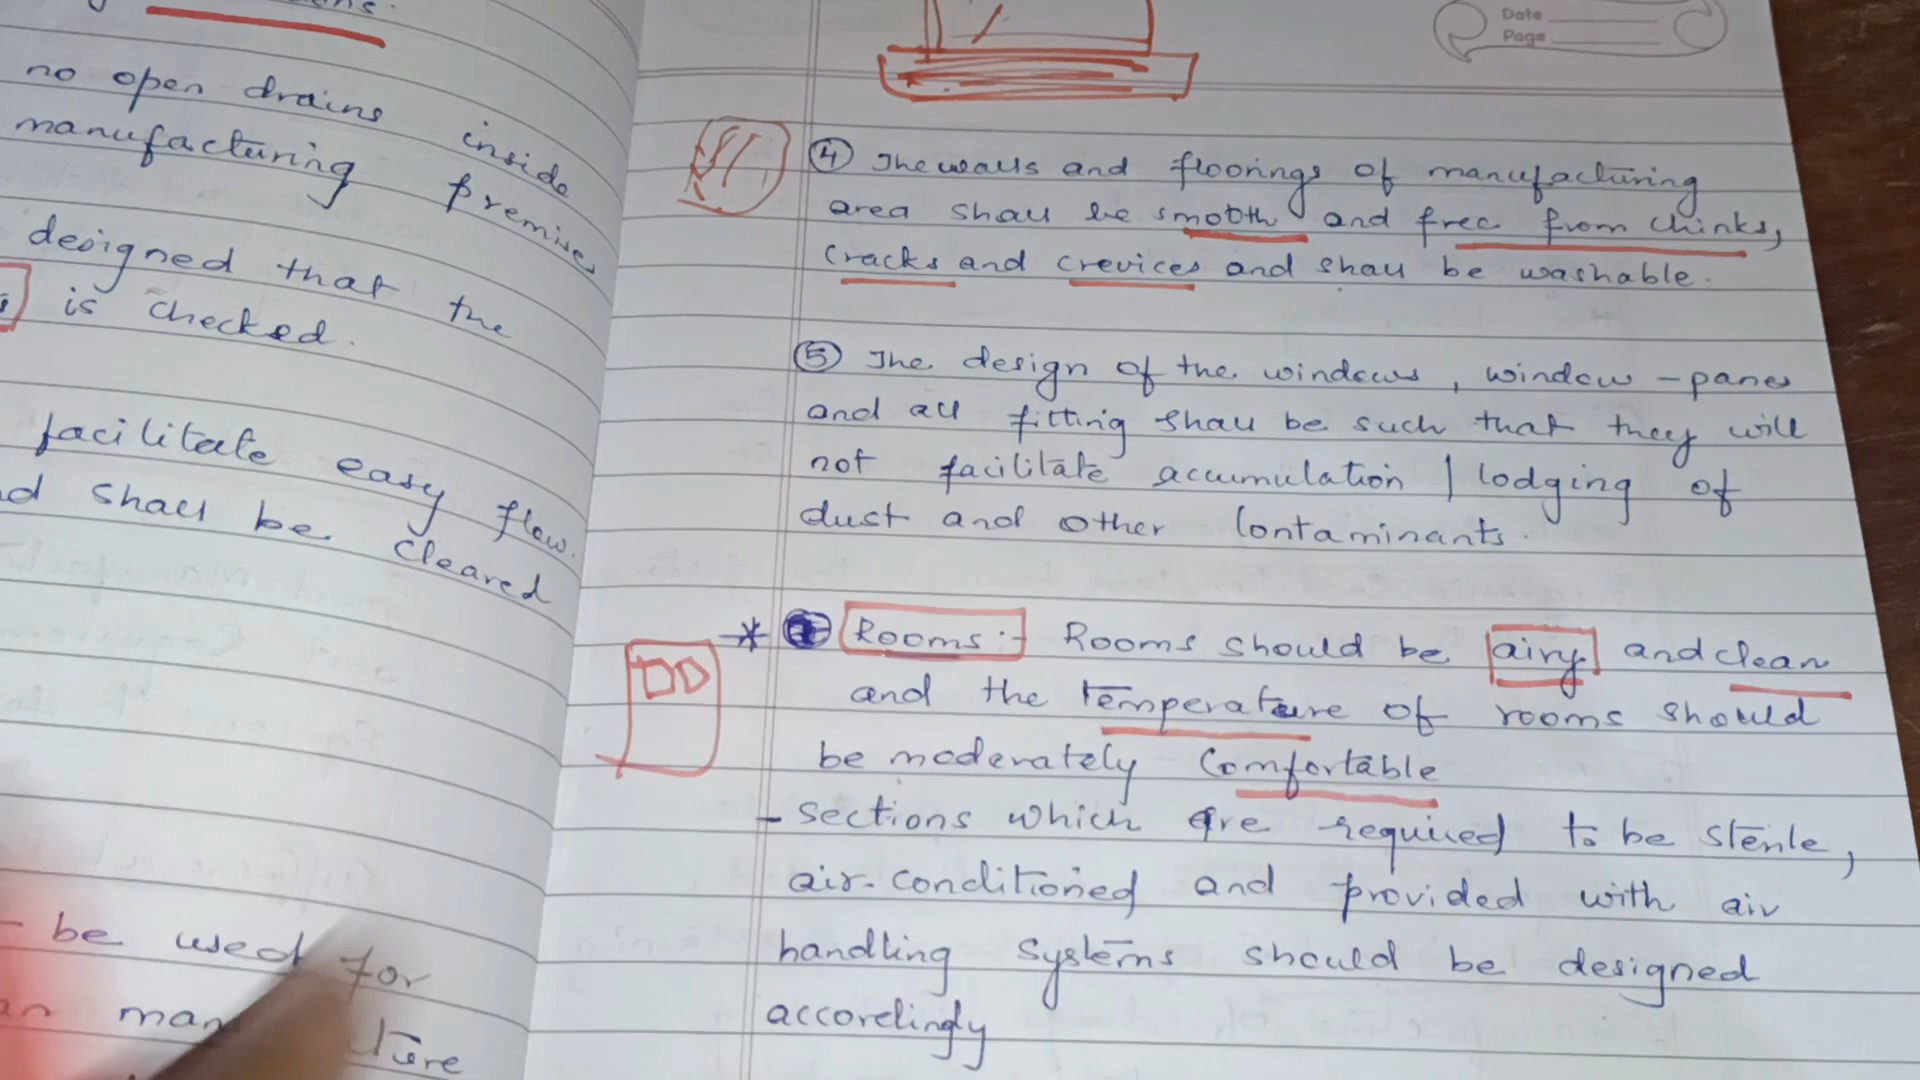 no open drains inside
manufacturing premises
designed that the
is checked.
facilitate easy flow.
shall be cleared
be used for
Date
Page
④ The walls and floorings of manufacturing
area shall be smooth and free from chinks,
cracks and crevices and shall be washable.
⑤ The design of the windows, window-panes
and all fitting shall be such that they will
not facilitate accumulation / lodging of
dust and other contaminants.
* Rooms :- Rooms should be airy and clean
and the temperature of rooms should
be moderately comfortable
- sections which are required to be sterile,
air-conditioned and provided with air
handling systems should be designed
accordingly